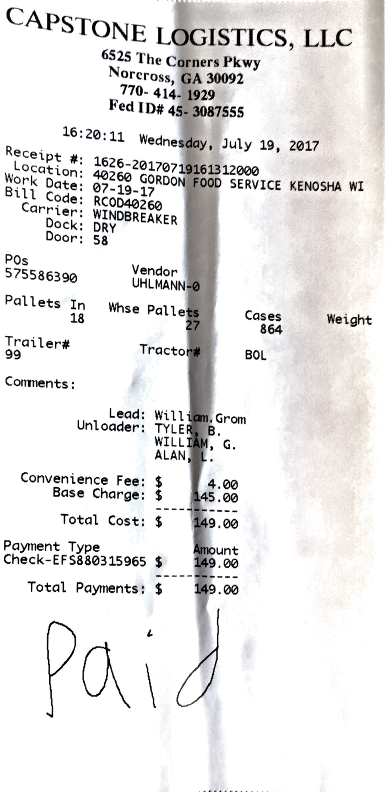 CAPSTONE LOGISTICS, LLC
6525 The Corners Pkwy
Norcross, GA 30092
770- 414- 1929
Fed ID# 45- 3087555
16:20:11 Wednesday, July 19, 2017
Receipt #: 1626-20170719161312000
Location: 40260 GORDON FOOD SERVICE KENOSHA WI
Work Date: 07-19-17
Bill Code: RCOD40260
Carrier: WINDBREAKER
Dock: DRY
Door: 58
POs Vendor
575586390 UHLMANN-0
Pallets In Whse Pallets Cases Weight
18 27 864
Trailer# Tractor# BOL
99
Comments:
Lead: William.Grom
Unloader: TYLER, B.
WILLIAM, G.
ALAN, L.
Convenience Fee: $ 4.00
Base Charge: $ 145.00
-----------
Total Cost: $ 149.00
Payment Type Amount
Check-EFS880315965 $ 149.00
-----------
Total Payments: $ 149.00
Paid